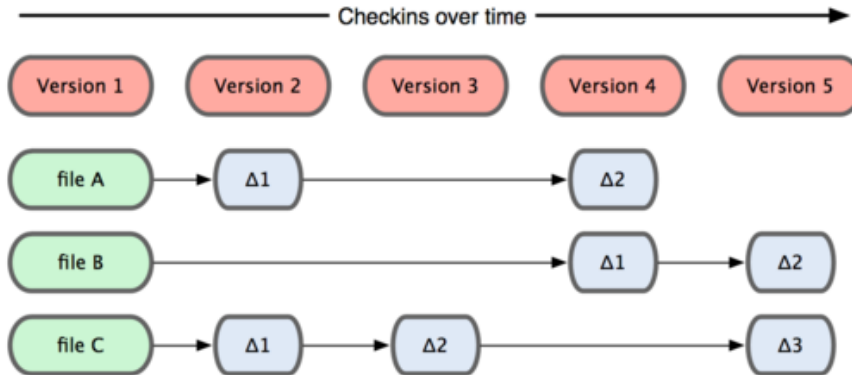 Checkins over time
Version 1 Version 2 Version 3 Version 4 Version 5
file A Δ1 Δ2
file B Δ1 Δ2
file C Δ1 Δ2 Δ3